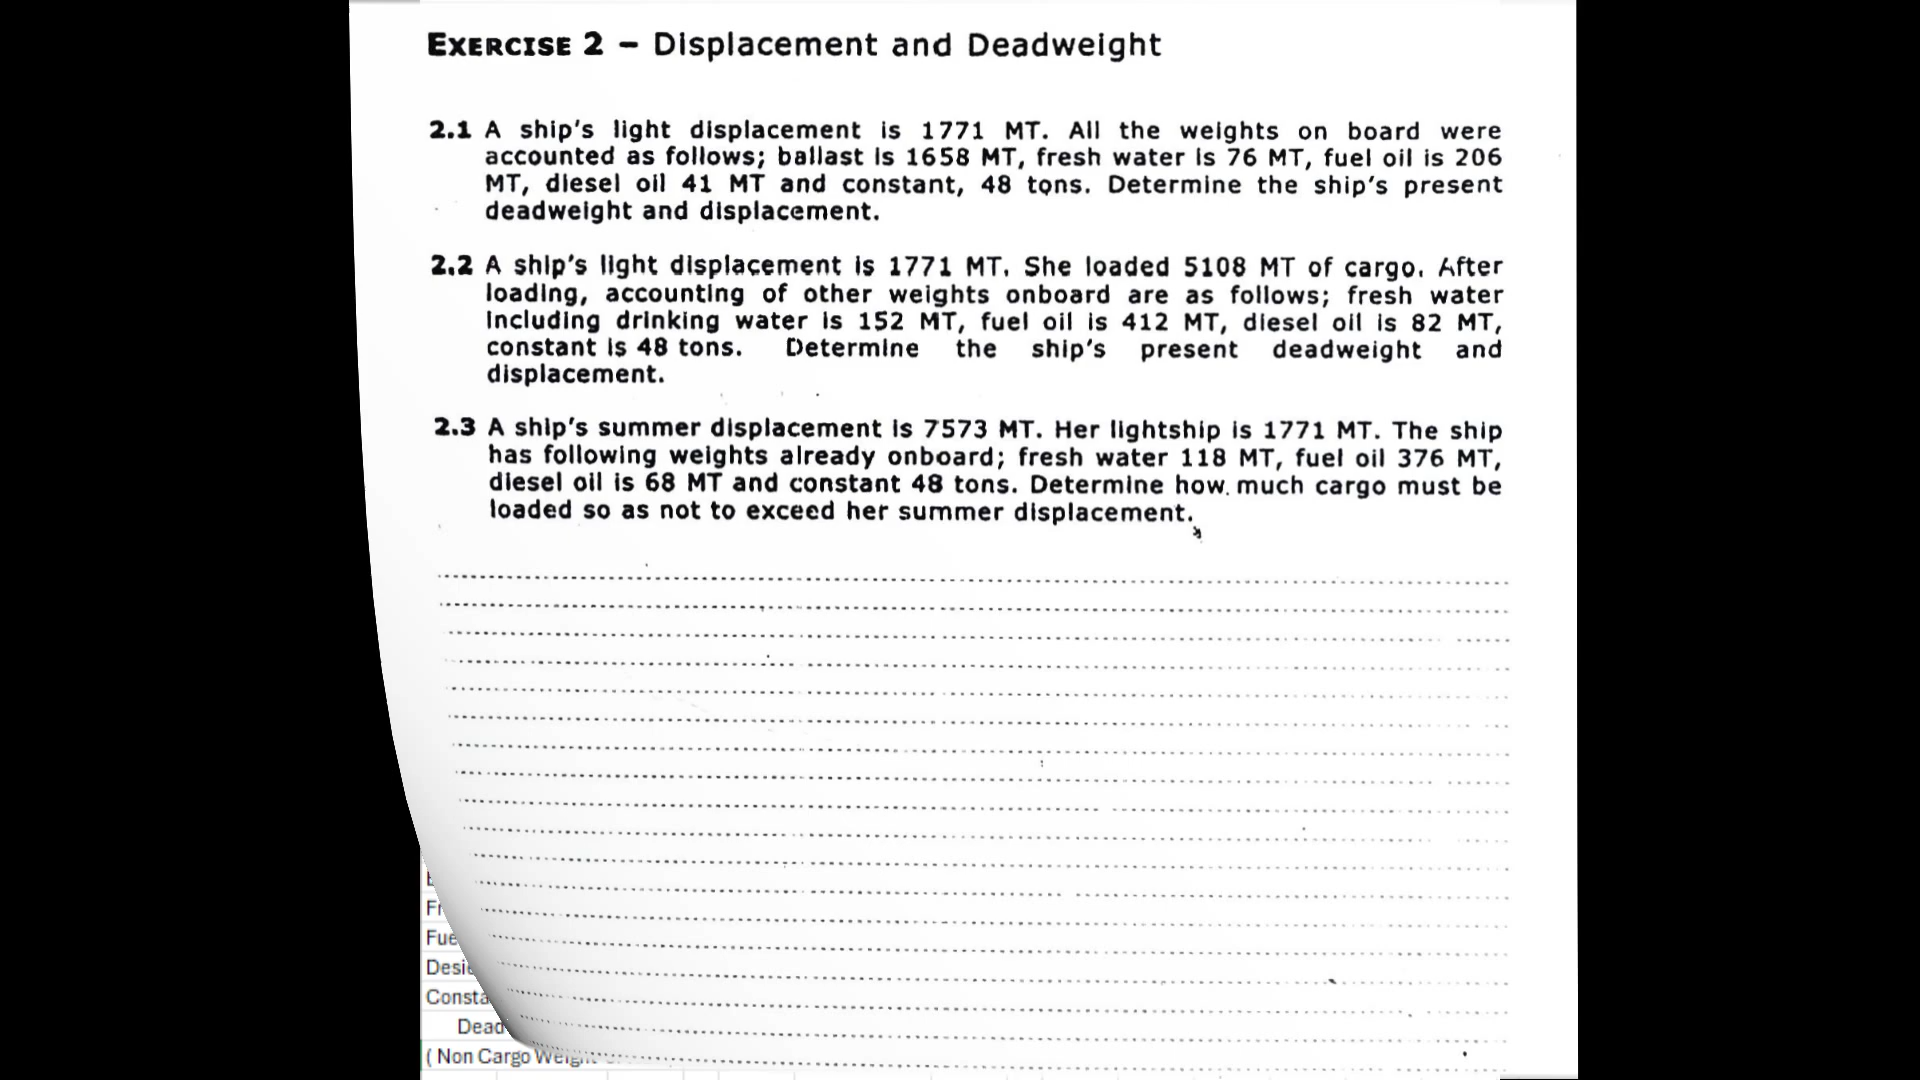 EXERCISE 2 – Displacement and Deadweight
2.1 A ship's light displacement is 1771 MT. All the weights on board were
accounted as follows; ballast is 1658 MT, fresh water is 76 MT, fuel oil is 206
MT, diesel oil 41 MT and constant, 48 tons. Determine the ship's present
deadweight and displacement.
2.2 A ship's light displacement is 1771 MT. She loaded 5108 MT of cargo. After
loading, accounting of other weights onboard are as follows; fresh water
including drinking water is 152 MT, fuel oil is 412 MT, diesel oil is 82 MT,
constant is 48 tons. Determine the ship's present deadweight and
displacement.
2.3 A ship's summer displacement is 7573 MT. Her lightship is 1771 MT. The ship
has following weights already onboard; fresh water 118 MT, fuel oil 376 MT,
diesel oil is 68 MT and constant 48 tons. Determine how much cargo must be
loaded so as not to exceed her summer displacement.
Fr
Fue
Desi
Consta
Dead
( Non Cargo Weig